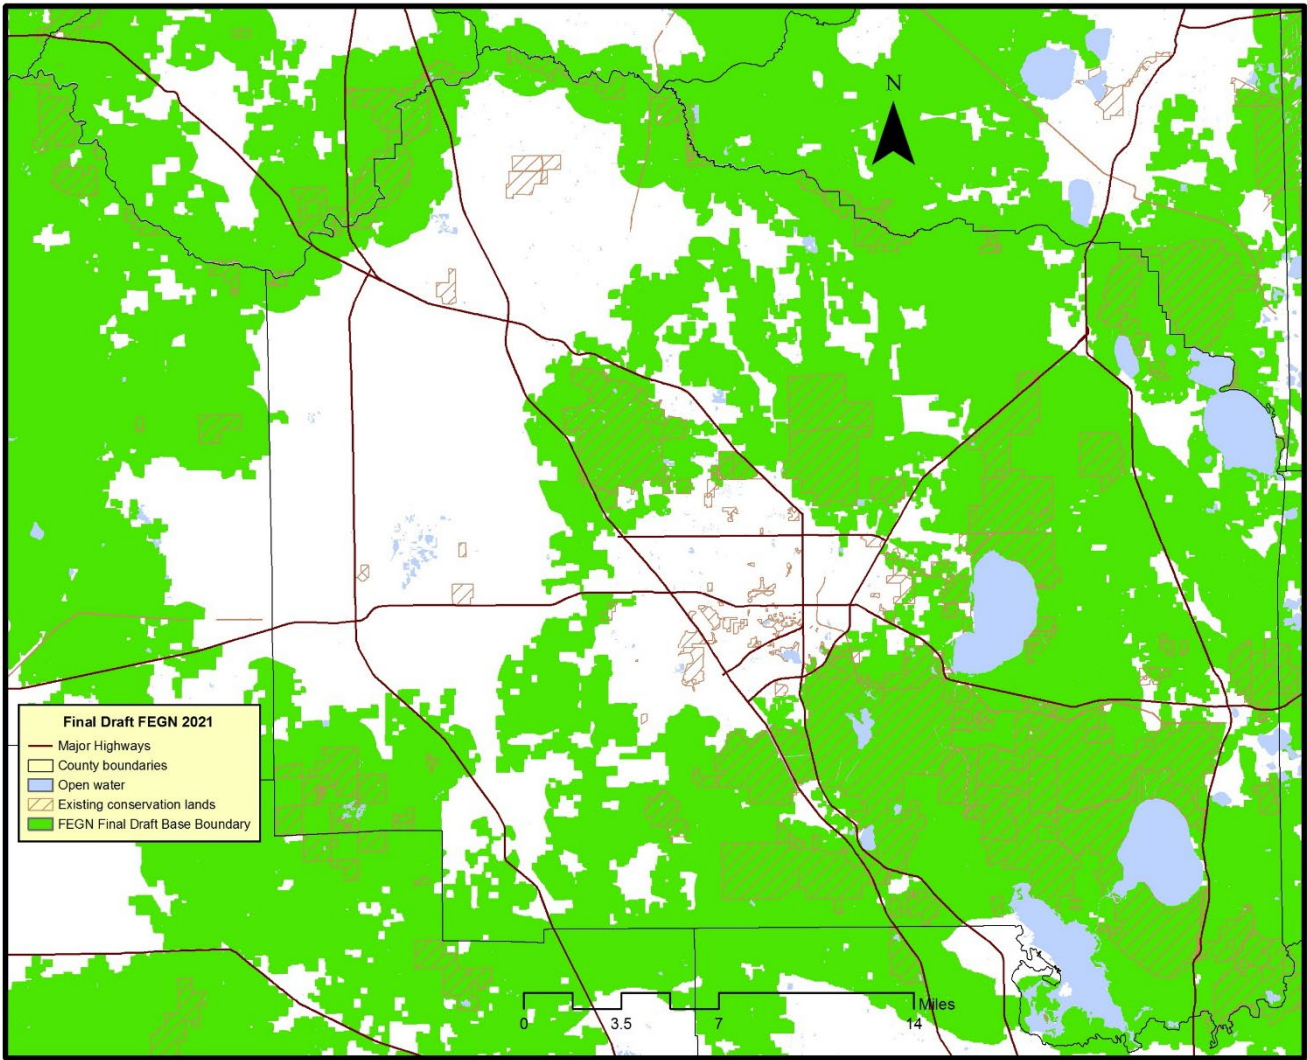 N
Final Draft FEGN 2021
Major Highways
County boundaries
Open water
Existing conservation lands
FEGN Final Draft Base Boundary
Miles
0 3.5 7 14